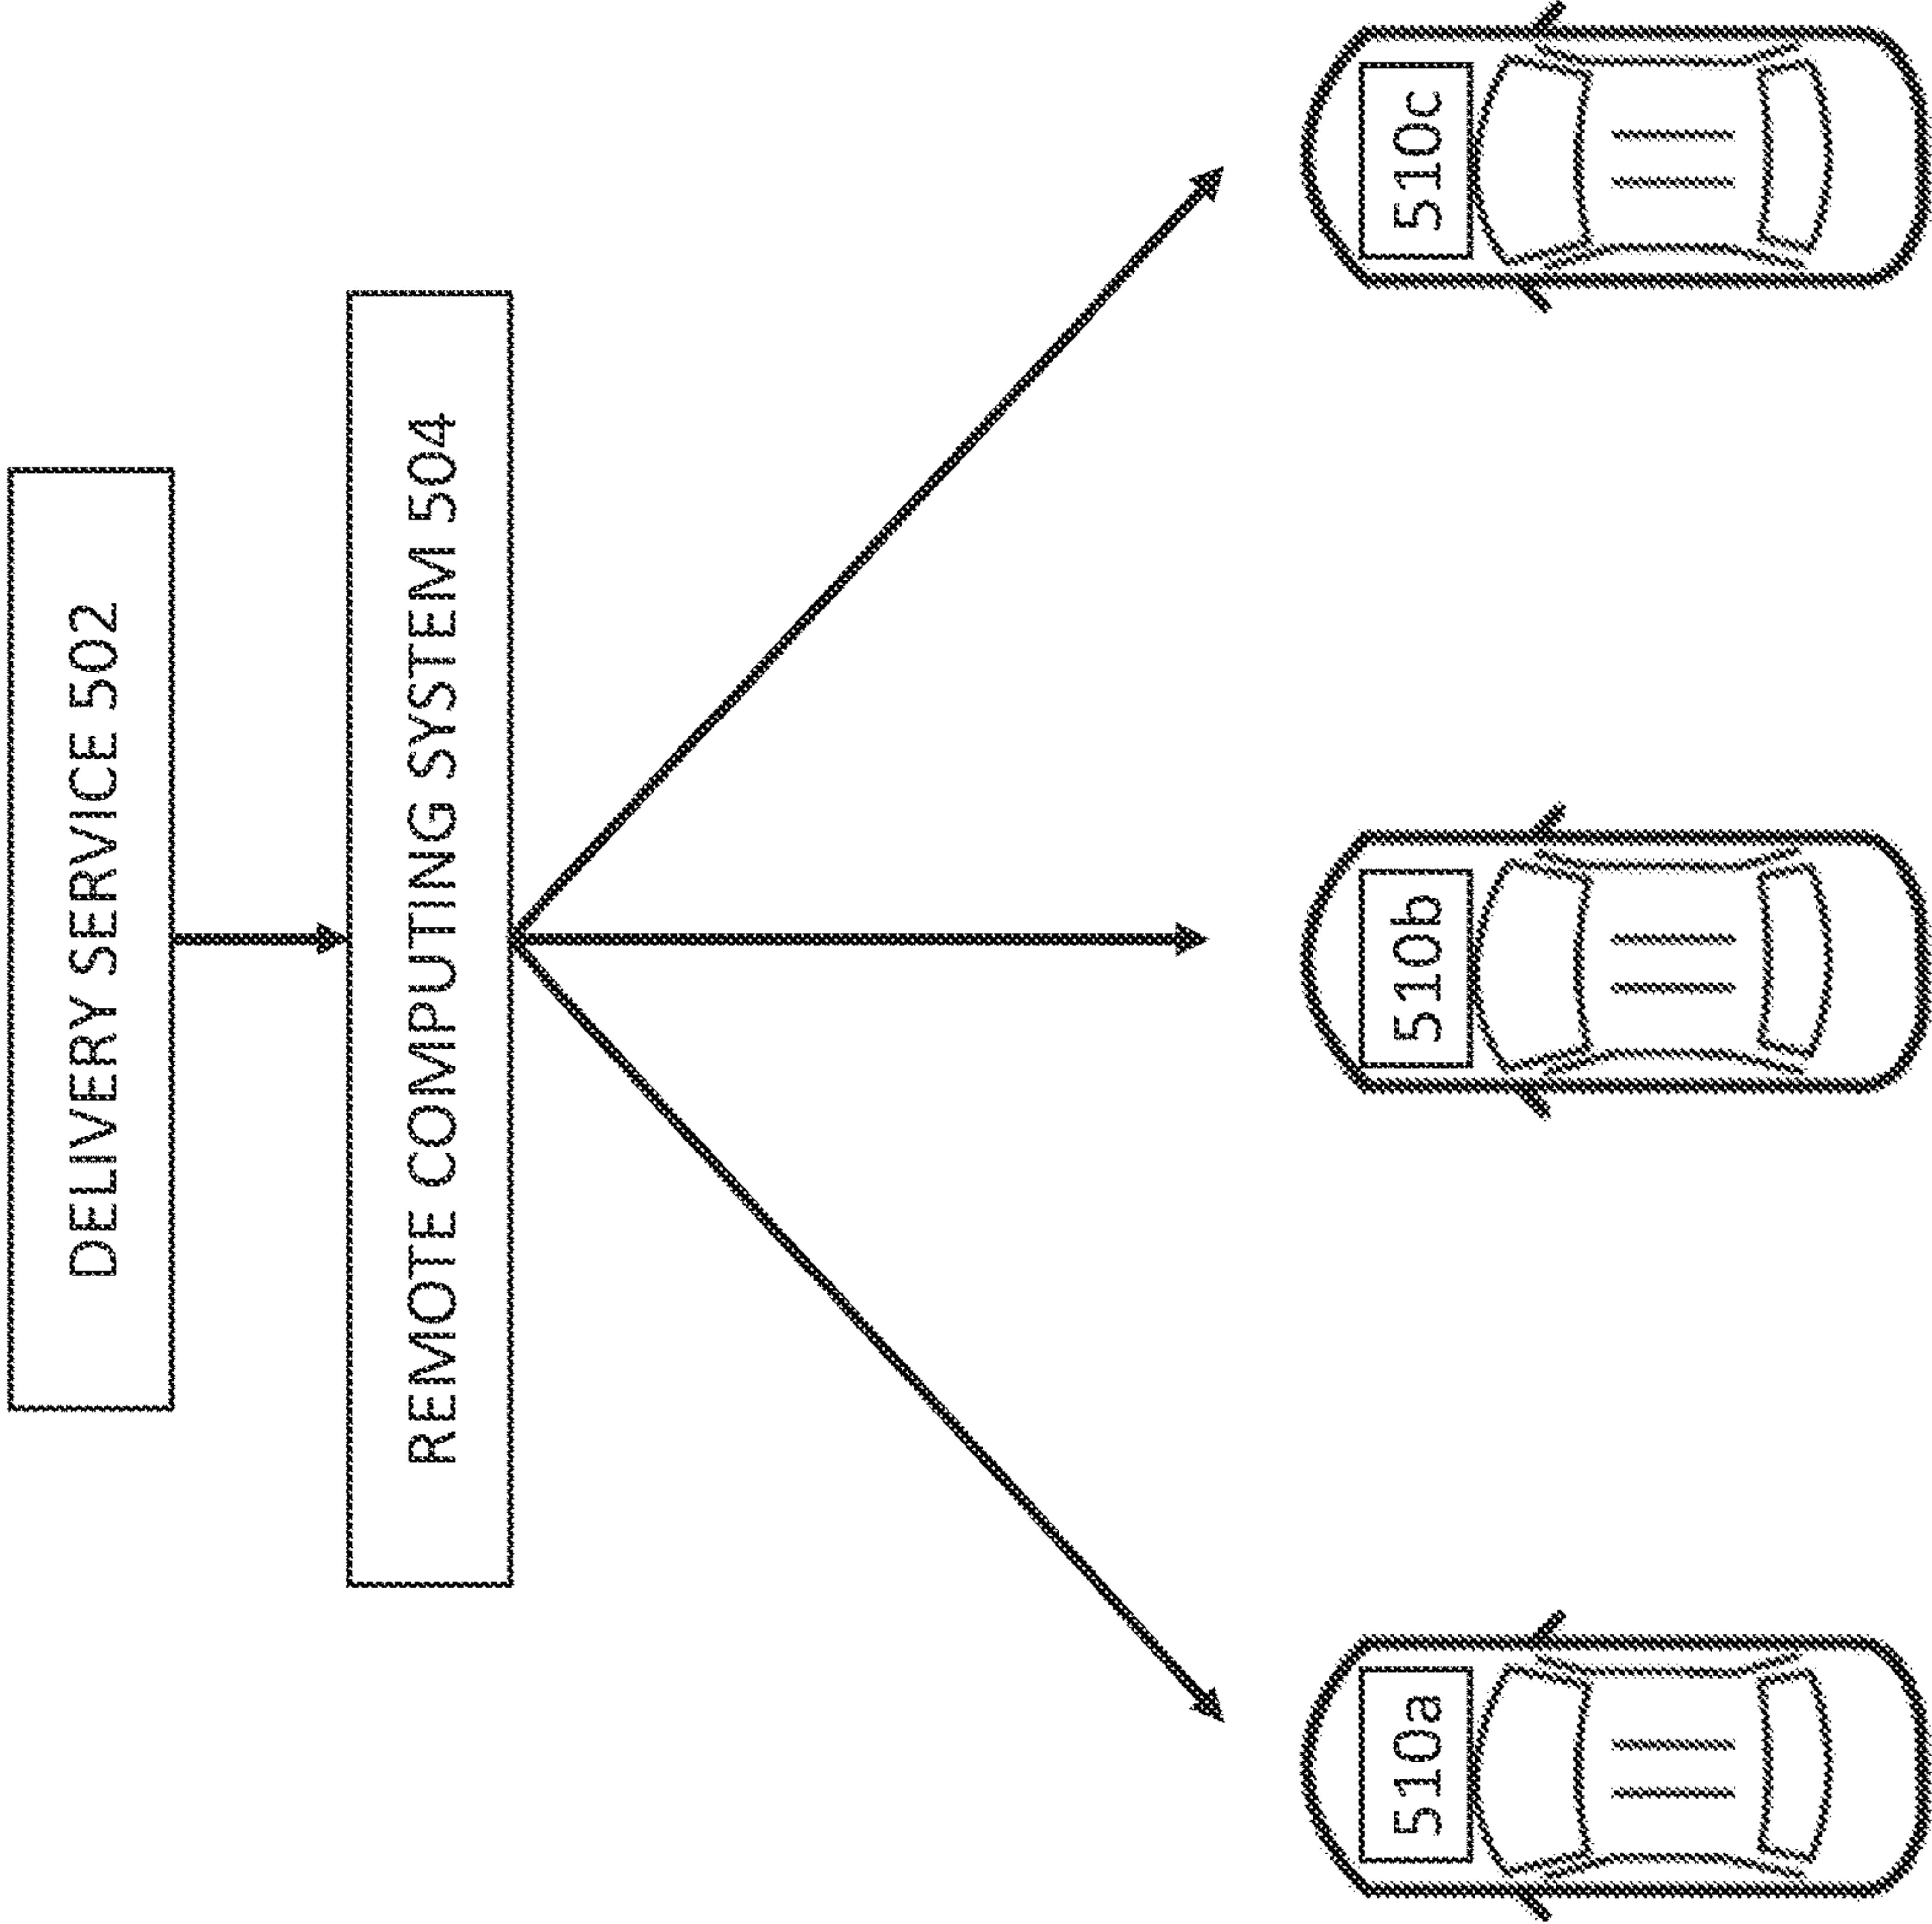 DELIVERY SERVICE 502
REMOTE COMPUTING SYSTEM 504
510a
510b
510c